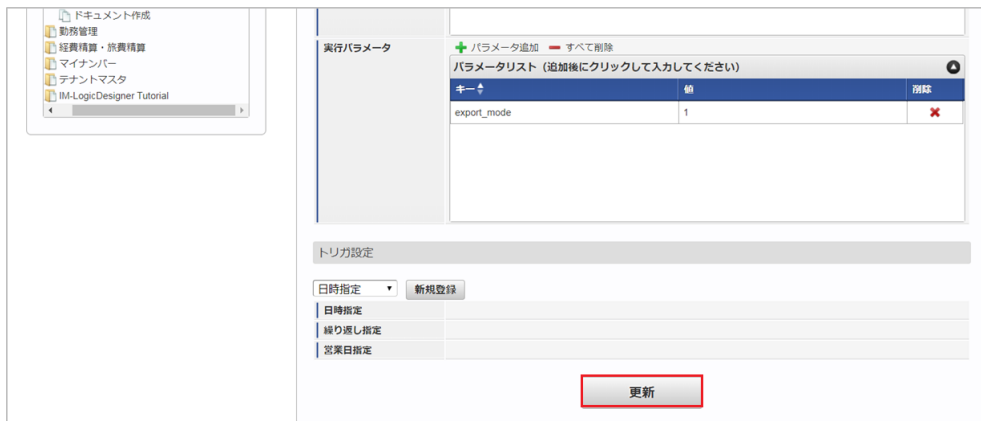 ドキュメント作成
勤務管理
経費精算・旅費精算
マイナンバー
テナントマスタ
IM-LogicDesigner Tutorial
実行パラメータ
パラメータ追加 すべて削除
パラメータリスト（追加後にクリックして入力してください）
キー 値 削除
export_mode 1
トリガ設定
日時指定 新規登録
日時指定
繰り返し指定
営業日指定
更新